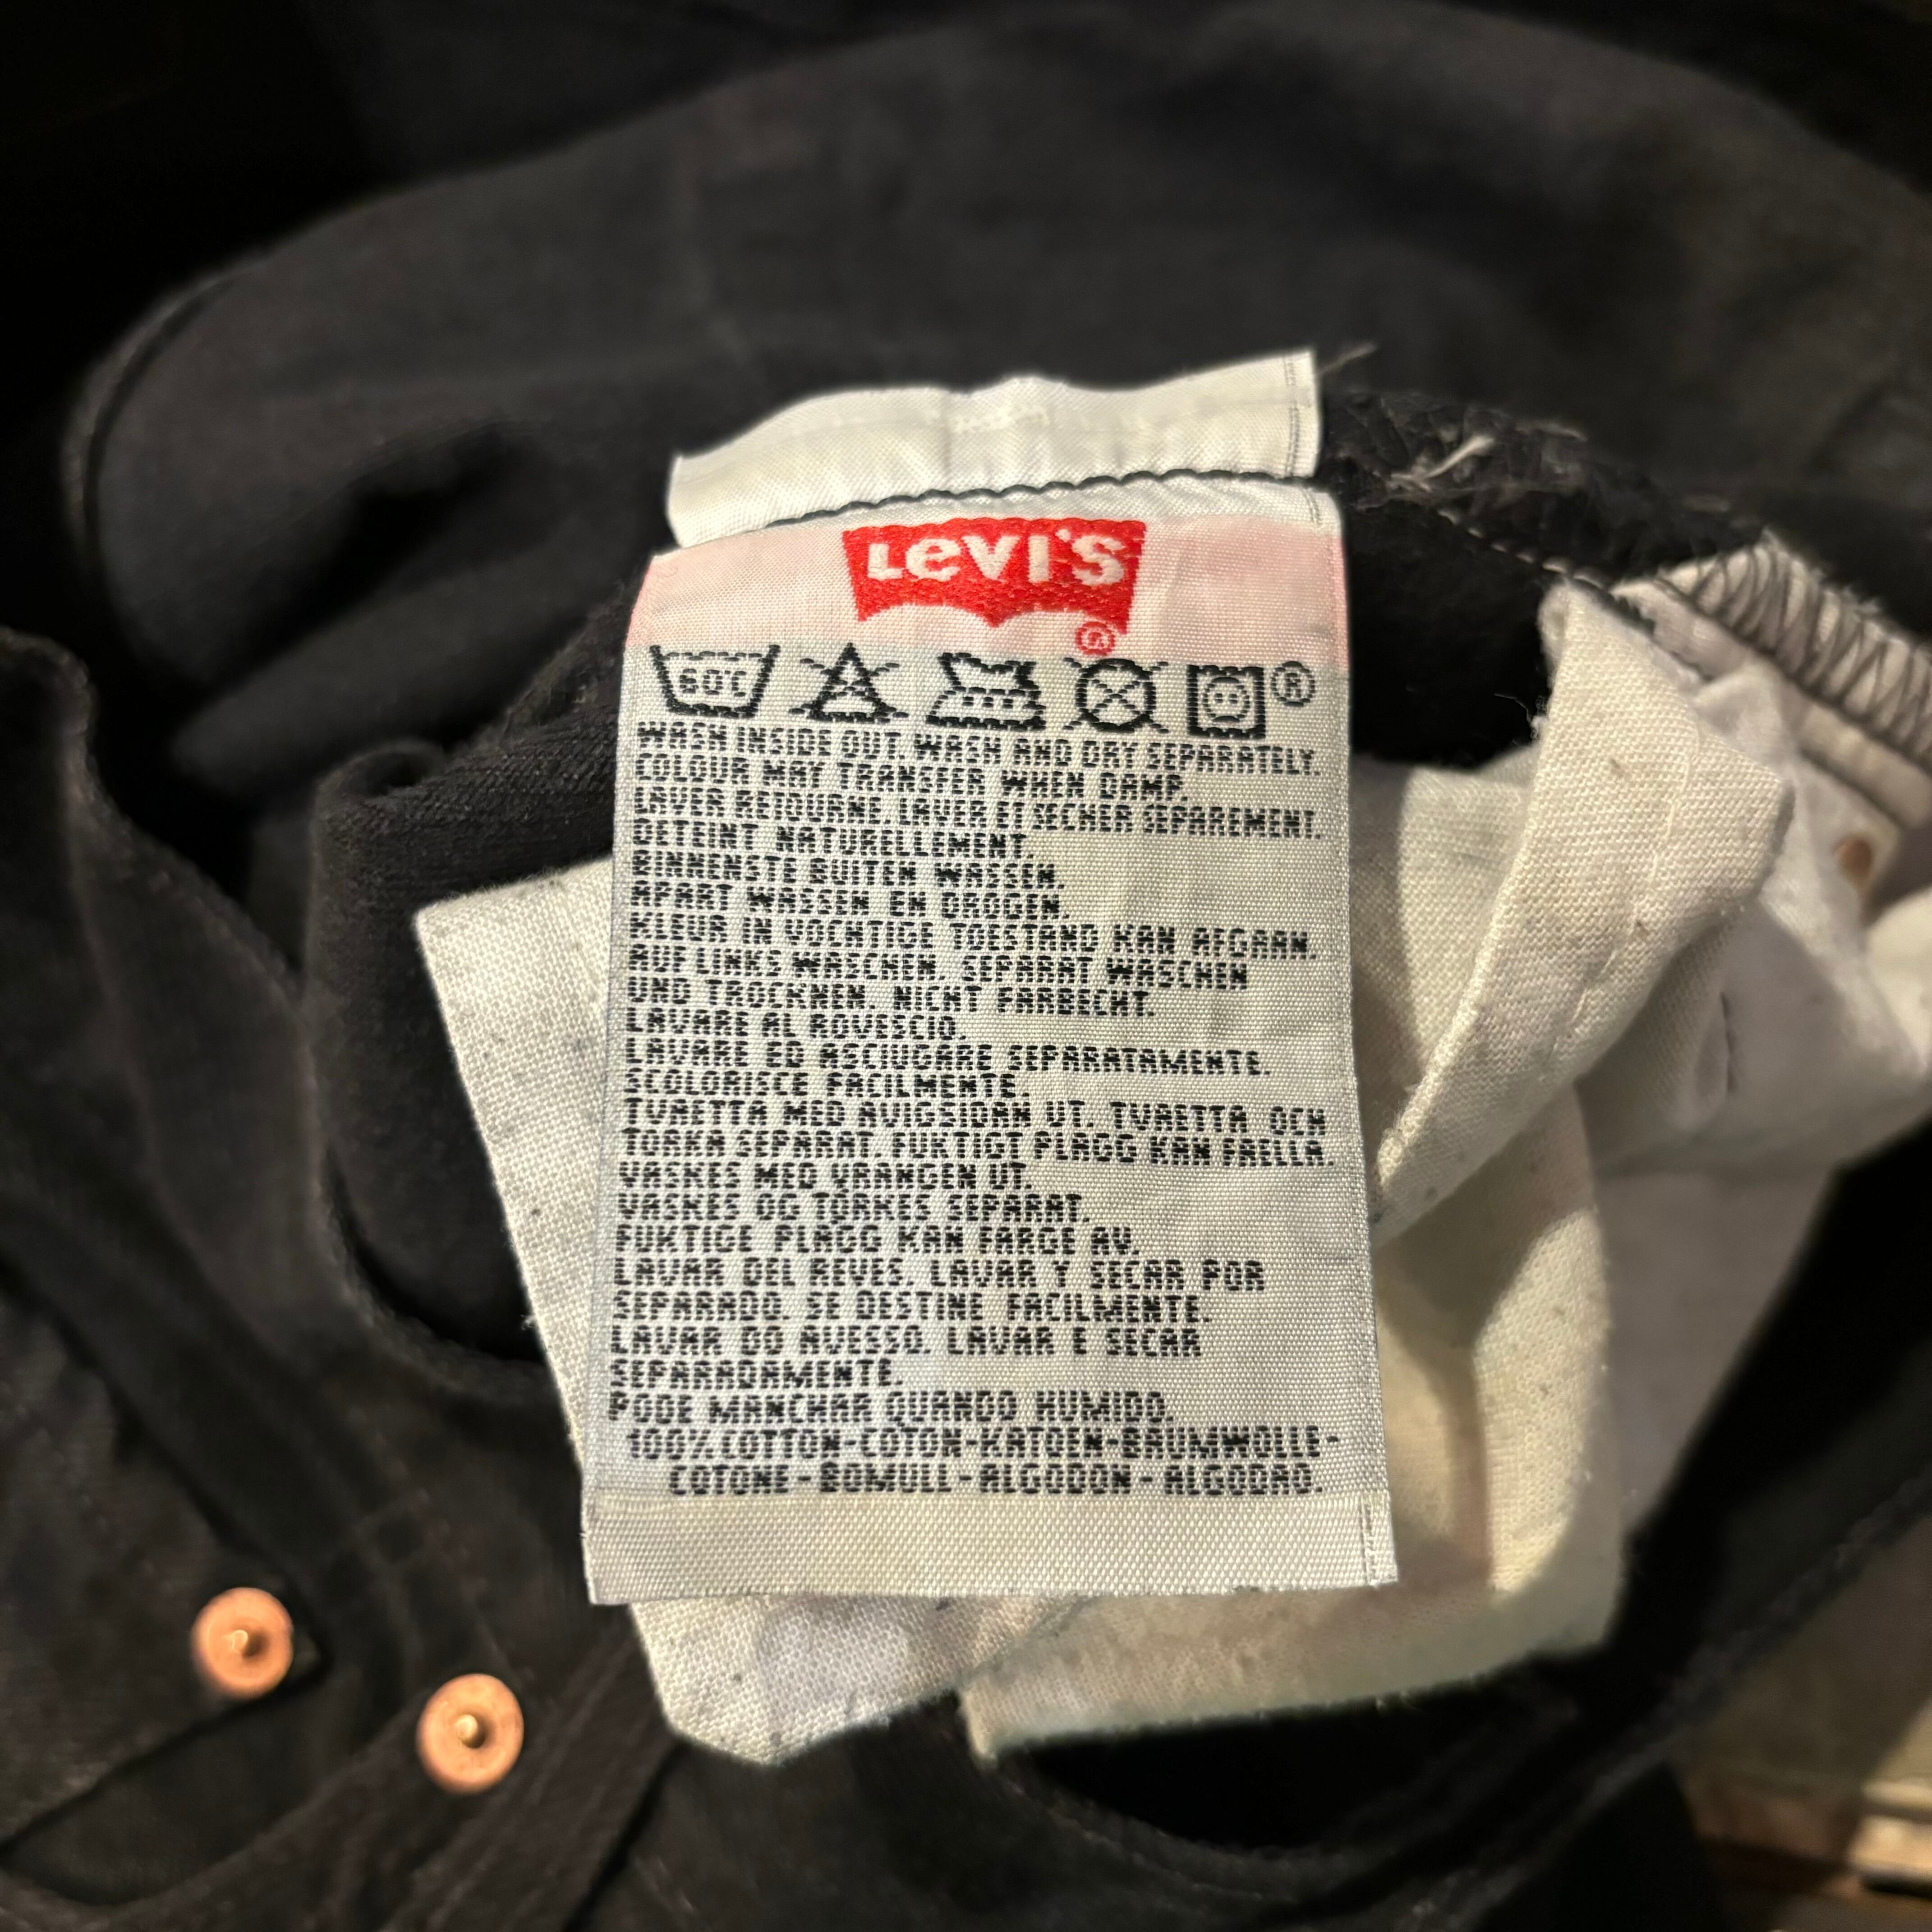 Levi's ®
60°C ®
WASH INSIDE OUT. WASH AND DRY SEPARATELY.
COLOUR MAY TRANSFER WHEN DAMP.
LAVER RETOURNE. LAVER ET SECHER SEPAREMENT.
DETEINT NATURELLEMENT.
BINNENSTE BUITEN WASSEN.
APART WASSEN EN DROGEN.
KLEUR IN VOCHTIGE TOESTAND KAN AFGAAN.
AUF LINKS WASCHEN. SEPARAT WASCHEN
UND TROCKNEN. NICHT FARBECHT.
LAVARE AL ROVESCIO.
LAVARE ED ASCIUGARE SEPARATAMENTE.
SCOLORISCE FACILMENTE.
TVAETTA MED AVIGSIDAN UT. TVAETTA OCH
TORKA SEPARAT. FUKTIGT PLAGG KAN FAELLA.
VASKES MED VRANGEN UT.
VASKES OG TORKES SEPARAT.
FUKTIGE PLAGG KAN FARGE AV.
LAVAR DEL REVES. LAVAR Y SECAR POR
SEPARADO. SE DESTINE FACILMENTE.
LAVAR DO AVESSO. LAVAR E SECAR
SEPARADAMENTE.
PODE MANCHAR QUANDO HUMIDO.
100% COTTON-COTON-KATOEN-BAUMWOLLE-
COTONE-BOMULL-ALGODON-ALGODAO.